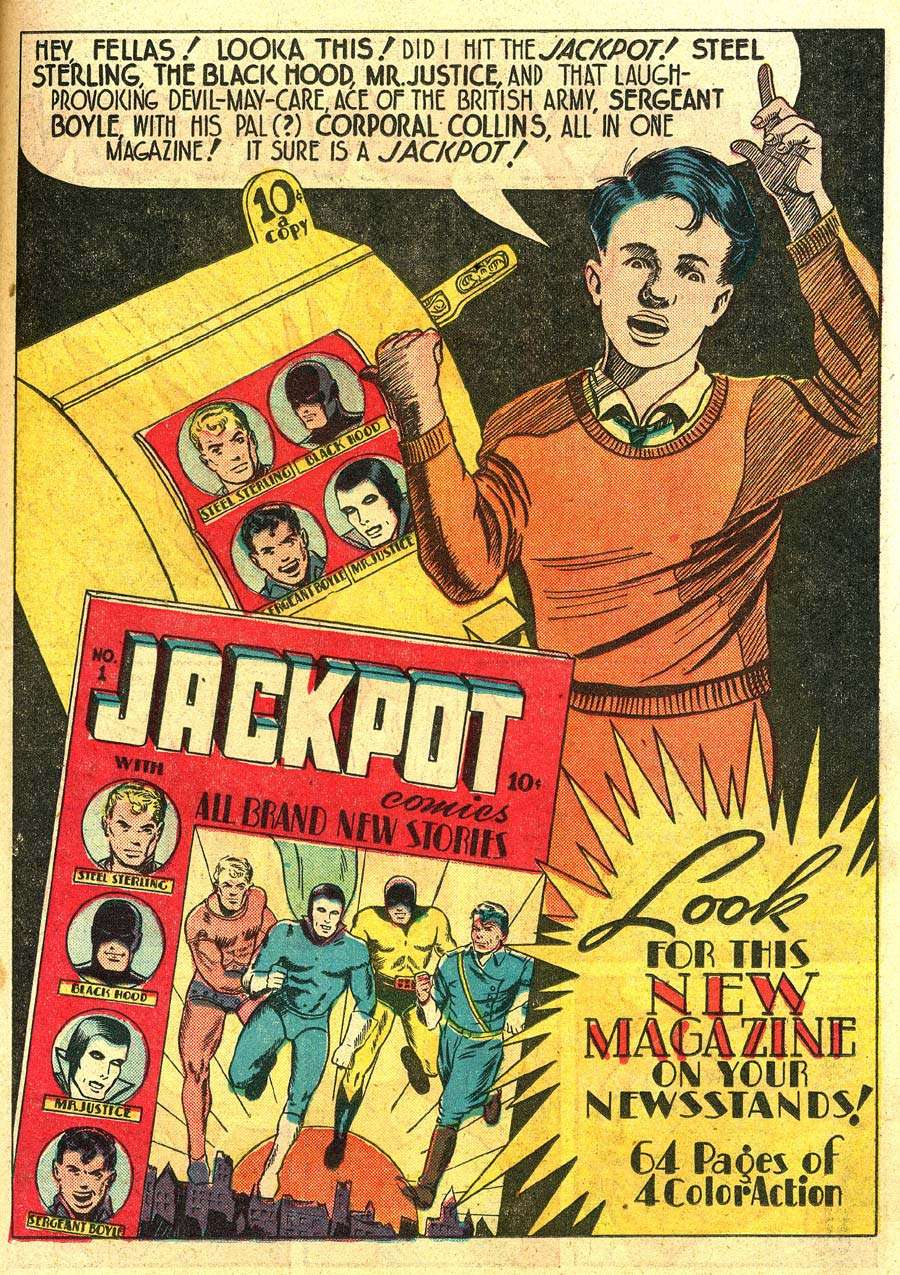 HEY, FELLAS! LOOKA THIS! DID I HIT THE JACKPOT! STEEL
STERLING, THE BLACK HOOD, MR. JUSTICE, AND THAT LAUGH-
PROVOKING DEVIL-MAY-CARE, ACE OF THE BRITISH ARMY, SERGEANT
BOYLE, WITH HIS PAL(?) CORPORAL COLLINS, ALL IN ONE
MAGAZINE! IT SURE IS A JACKPOT!
10¢
a
COPY
STEEL STERLING
BLACK HOOD
SERGEANT BOYLE
MR.JUSTICE
NO.
1
JACKPOT
10¢
comics
WITH
ALL BRAND NEW STORIES
STEEL STERLING
BLACK HOOD
MR.JUSTICE
SERGEANT BOYLE
Look
FOR THIS
NEW
MAGAZINE
ON YOUR
NEWSSTANDS!
64 Pages of
4 Color Action